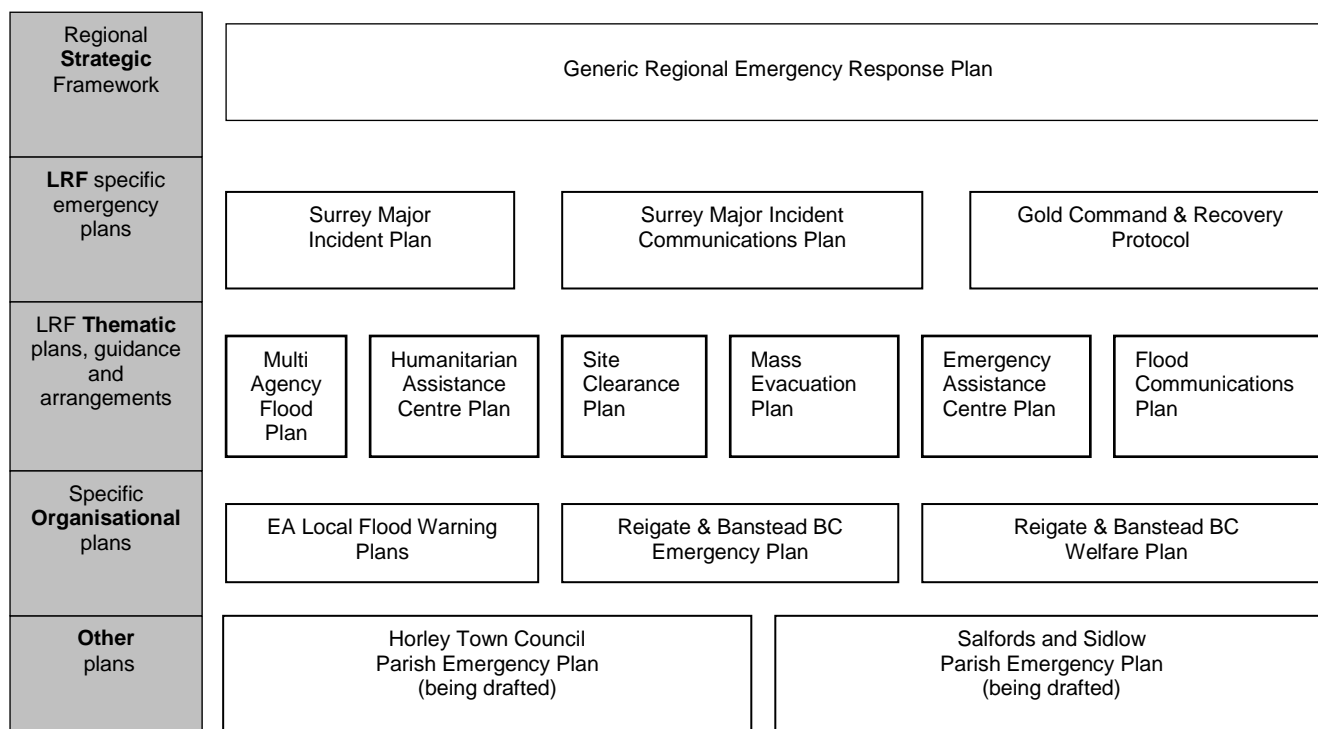 Regional
Strategic
Framework
Generic Regional Emergency Response Plan
LRF specific
emergency
plans
Surrey Major
Incident Plan
Surrey Major Incident
Communications Plan
Gold Command & Recovery
Protocol
LRF Thematic
plans, guidance
and
arrangements
Multi
Agency
Flood
Plan
Humanitarian
Assistance
Centre Plan
Site
Clearance
Plan
Mass
Evacuation
Plan
Emergency
Assistance
Centre Plan
Flood
Communications
Plan
Specific
Organisational
plans
EA Local Flood Warning
Plans
Reigate & Banstead BC
Emergency Plan
Reigate & Banstead BC
Welfare Plan
Other
plans
Horley Town Council
Parish Emergency Plan
(being drafted)
Salfords and Sidlow
Parish Emergency Plan
(being drafted)